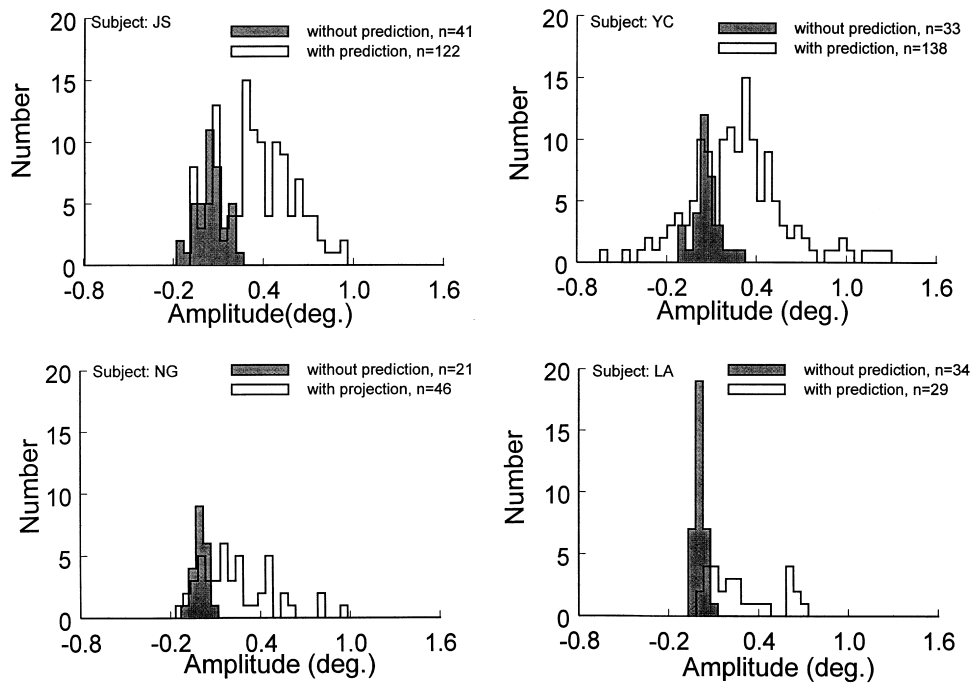 Subject: JS
without prediction, n=41
with prediction, n=122
Number
20
15
10
5
0
-0.8 -0.2 0.4 1.0 1.6
Amplitude(deg.)
Subject: YC
without prediction, n=33
with prediction, n=138
Number
20
15
10
5
0
-0.8 -0.2 0.4 1.0 1.6
Amplitude (deg.)
Subject: NG
without prediction, n=21
with projection, n=46
Number
20
15
10
5
0
-0.8 -0.2 0.4 1.0 1.6
Amplitude (deg.)
Subject: LA
without prediction, n=34
with prediction, n=29
Number
20
15
10
5
0
-0.8 -0.2 0.4 1.0 1.6
Amplitude (deg.)